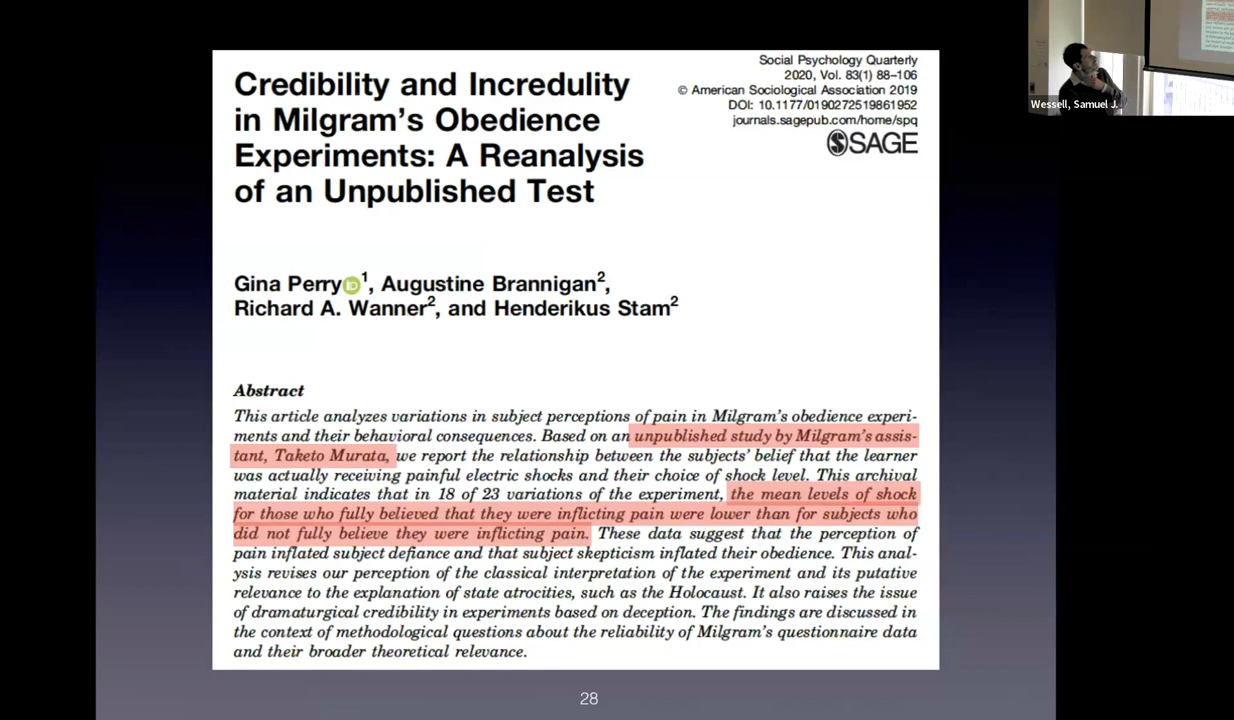 Credibility and Incredulity
in Milgram's Obedience
Experiments: A Reanalysis
of an Unpublished Test
Social Psychology Quarterly
2020, Vol. 83(1) 88–106
© American Sociological Association 2019
DOI: 10.1177/0190272519861952
journals.sagepub.com/home/spq
SAGE
Gina Perry iD 1, Augustine Brannigan2,
Richard A. Wanner2, and Henderikus Stam2
Abstract
This article analyzes variations in subject perceptions of pain in Milgram's obedience experi-
ments and their behavioral consequences. Based on an unpublished study by Milgram's assis-
tant, Taketo Murata, we report the relationship between the subjects' belief that the learner
was actually receiving painful electric shocks and their choice of shock level. This archival
material indicates that in 18 of 23 variations of the experiment, the mean levels of shock
for those who fully believed that they were inflicting pain were lower than for subjects who
did not fully believe they were inflicting pain. These data suggest that the perception of
pain inflated subject defiance and that subject skepticism inflated their obedience. This anal-
ysis revises our perception of the classical interpretation of the experiment and its putative
relevance to the explanation of state atrocities, such as the Holocaust. It also raises the issue
of dramaturgical credibility in experiments based on deception. The findings are discussed in
the context of methodological questions about the reliability of Milgram's questionnaire data
and their broader theoretical relevance.
28
Wessell, Samuel J.